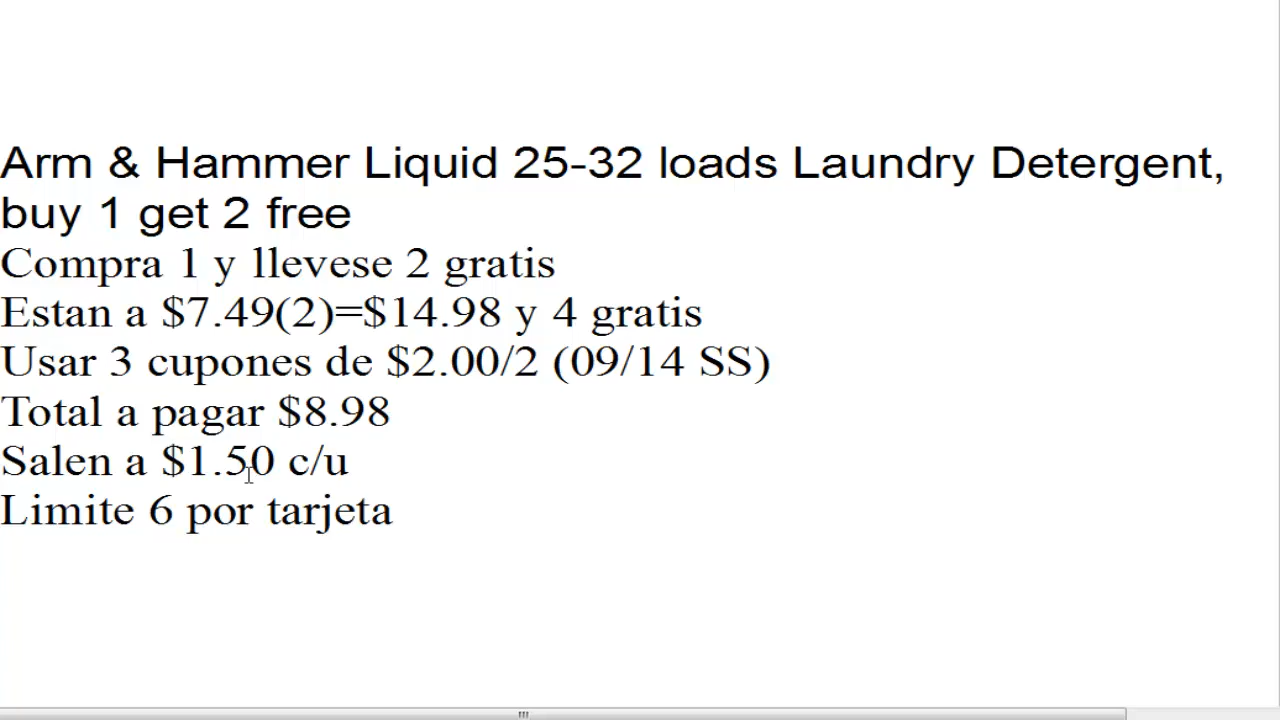 Arm & Hammer Liquid 25-32 loads Laundry Detergent,
buy 1 get 2 free
Compra 1 y llevese 2 gratis
Estan a $7.49(2)=$14.98 y 4 gratis
Usar 3 cupones de $2.00/2 (09/14 SS)
Total a pagar $8.98
Salen a $1.50 c/u
Limite 6 por tarjeta